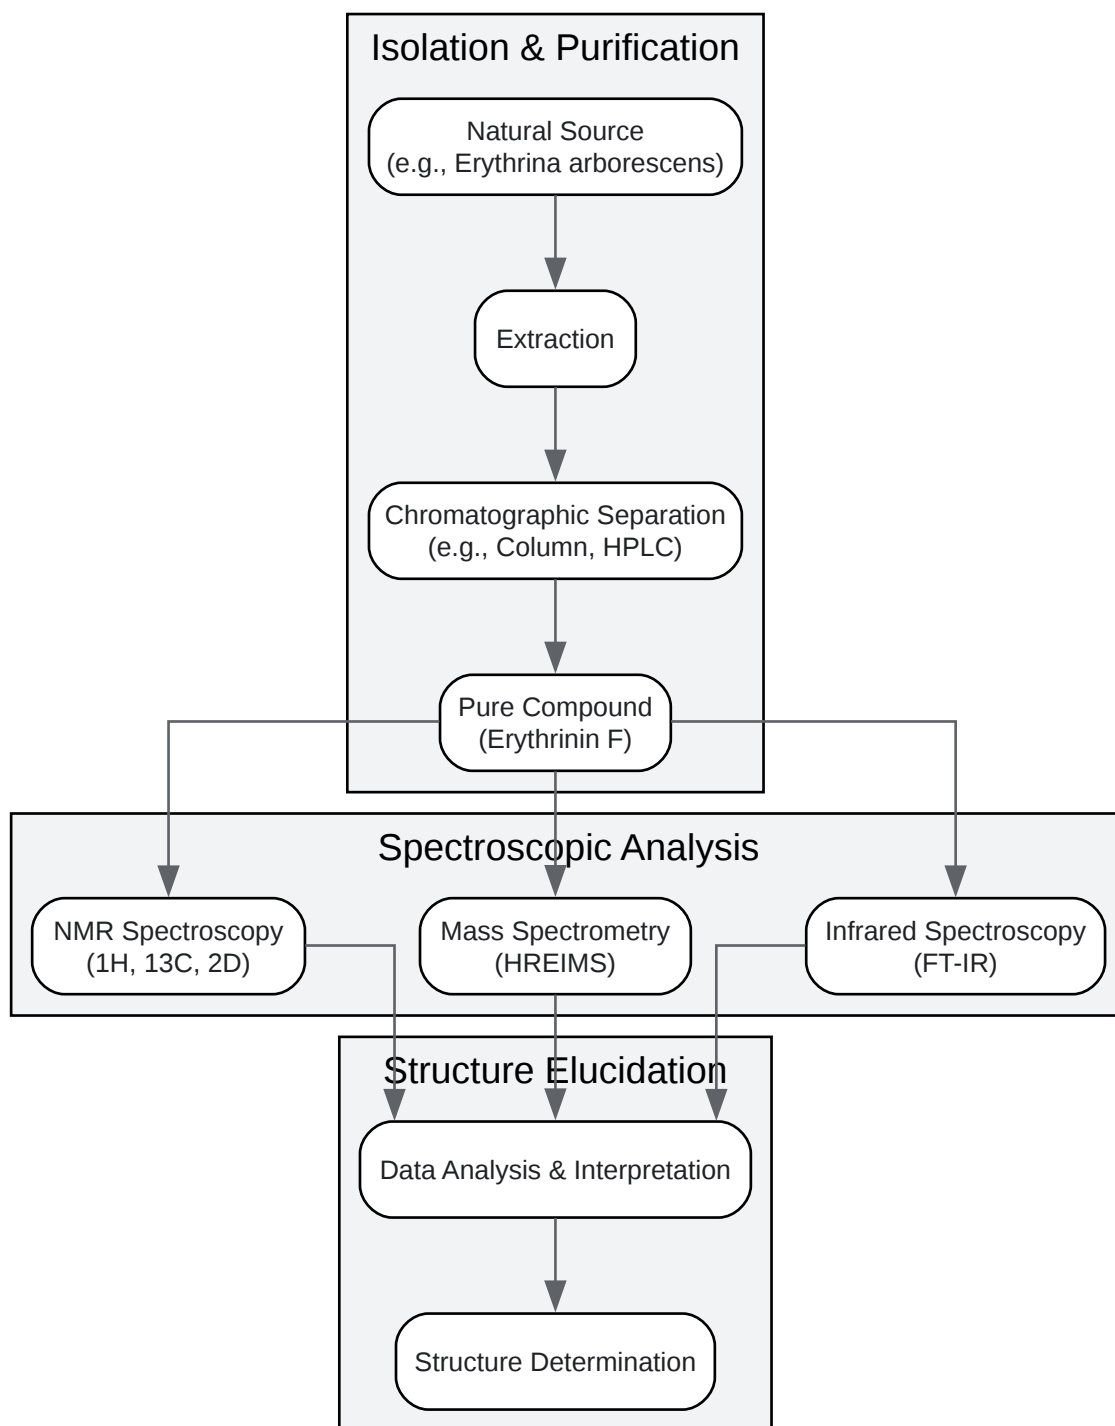 Isolation & Purification
Natural Source
(e.g., Erythrina arborescens)
Extraction
Chromatographic Separation
(e.g., Column, HPLC)
Pure Compound
(Erythrinin F)
Spectroscopic Analysis
NMR Spectroscopy
(1H, 13C, 2D)
Mass Spectrometry
(HREIMS)
Infrared Spectroscopy
(FT-IR)
Structure Elucidation
Data Analysis & Interpretation
Structure Determination